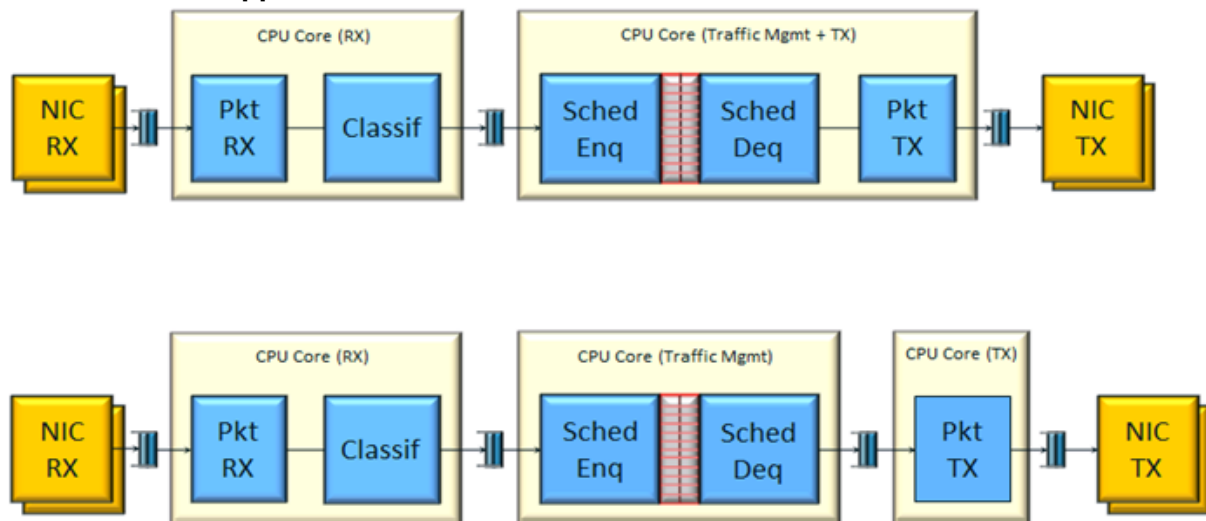 CPU Core (RX)
CPU Core (Traffic Mgmt + TX)
NIC
RX
Pkt
RX
Classif
Sched
Enq
Sched
Deq
Pkt
TX
NIC
TX
CPU Core (RX)
CPU Core (Traffic Mgmt)
CPU Core (TX)
NIC
RX
Pkt
RX
Classif
Sched
Enq
Sched
Deq
Pkt
TX
NIC
TX